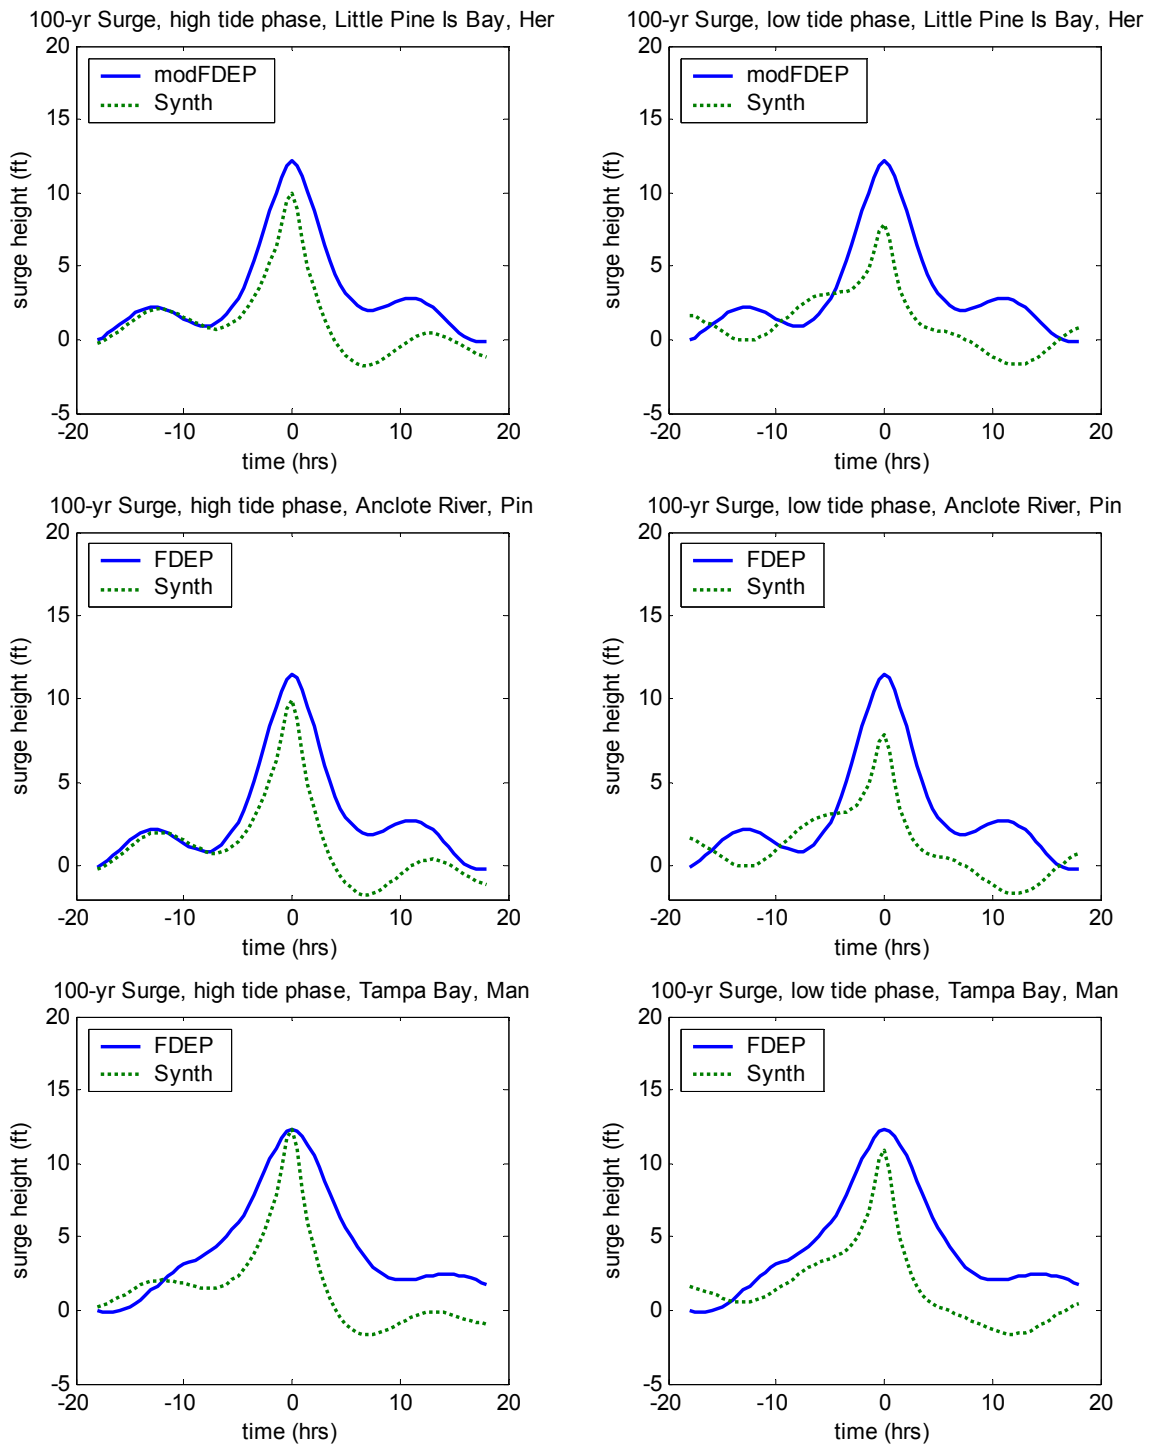 100-yr Surge, high tide phase, Little Pine Is Bay, Her
20
15
10
5
0
-5
surge height (ft)
modFDEP
Synth
-20 -10 0 10 20
time (hrs)
100-yr Surge, low tide phase, Little Pine Is Bay, Her
20
15
10
5
0
-5
surge height (ft)
modFDEP
Synth
-20 -10 0 10 20
time (hrs)
100-yr Surge, high tide phase, Anclote River, Pin
20
15
10
5
0
surge height (ft)
FDEP
Synth
-20 -10 0 10 20
time (hrs)
100-yr Surge, low tide phase, Anclote River, Pin
20
15
10
5
0
surge height (ft)
FDEP
Synth
-20 -10 0 10 20
time (hrs)
100-yr Surge, high tide phase, Tampa Bay, Man
20
15
10
5
0
-5
surge height (ft)
FDEP
Synth
-20 -10 0 10 20
time (hrs)
100-yr Surge, low tide phase, Tampa Bay, Man
20
15
10
5
0
-5
surge height (ft)
FDEP
Synth
-20 -10 0 10 20
time (hrs)